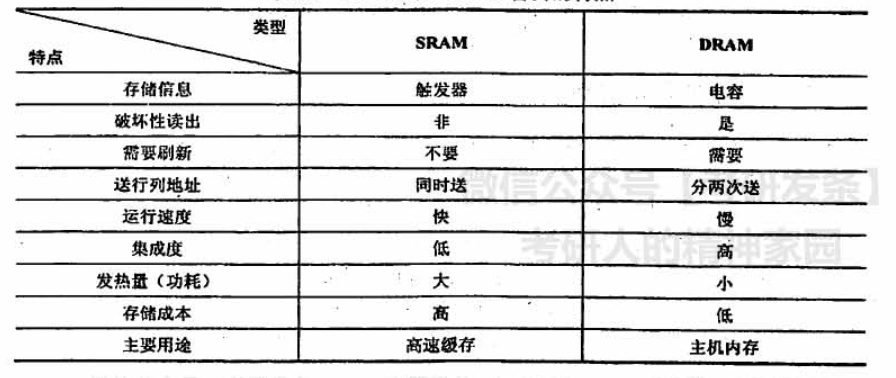 类型
特点 SRAM DRAM
存储信息 触发器 电容
破坏性读出 非 是
需要刷新 不要 需要
送行列地址 同时送 分两次送
运行速度 快 慢
集成度 低 高
发热量（功耗） 大 小
存储成本 高 低
主要用途 高速缓存 主机内存
微信公众号【考研发条】
考研人的精神家园